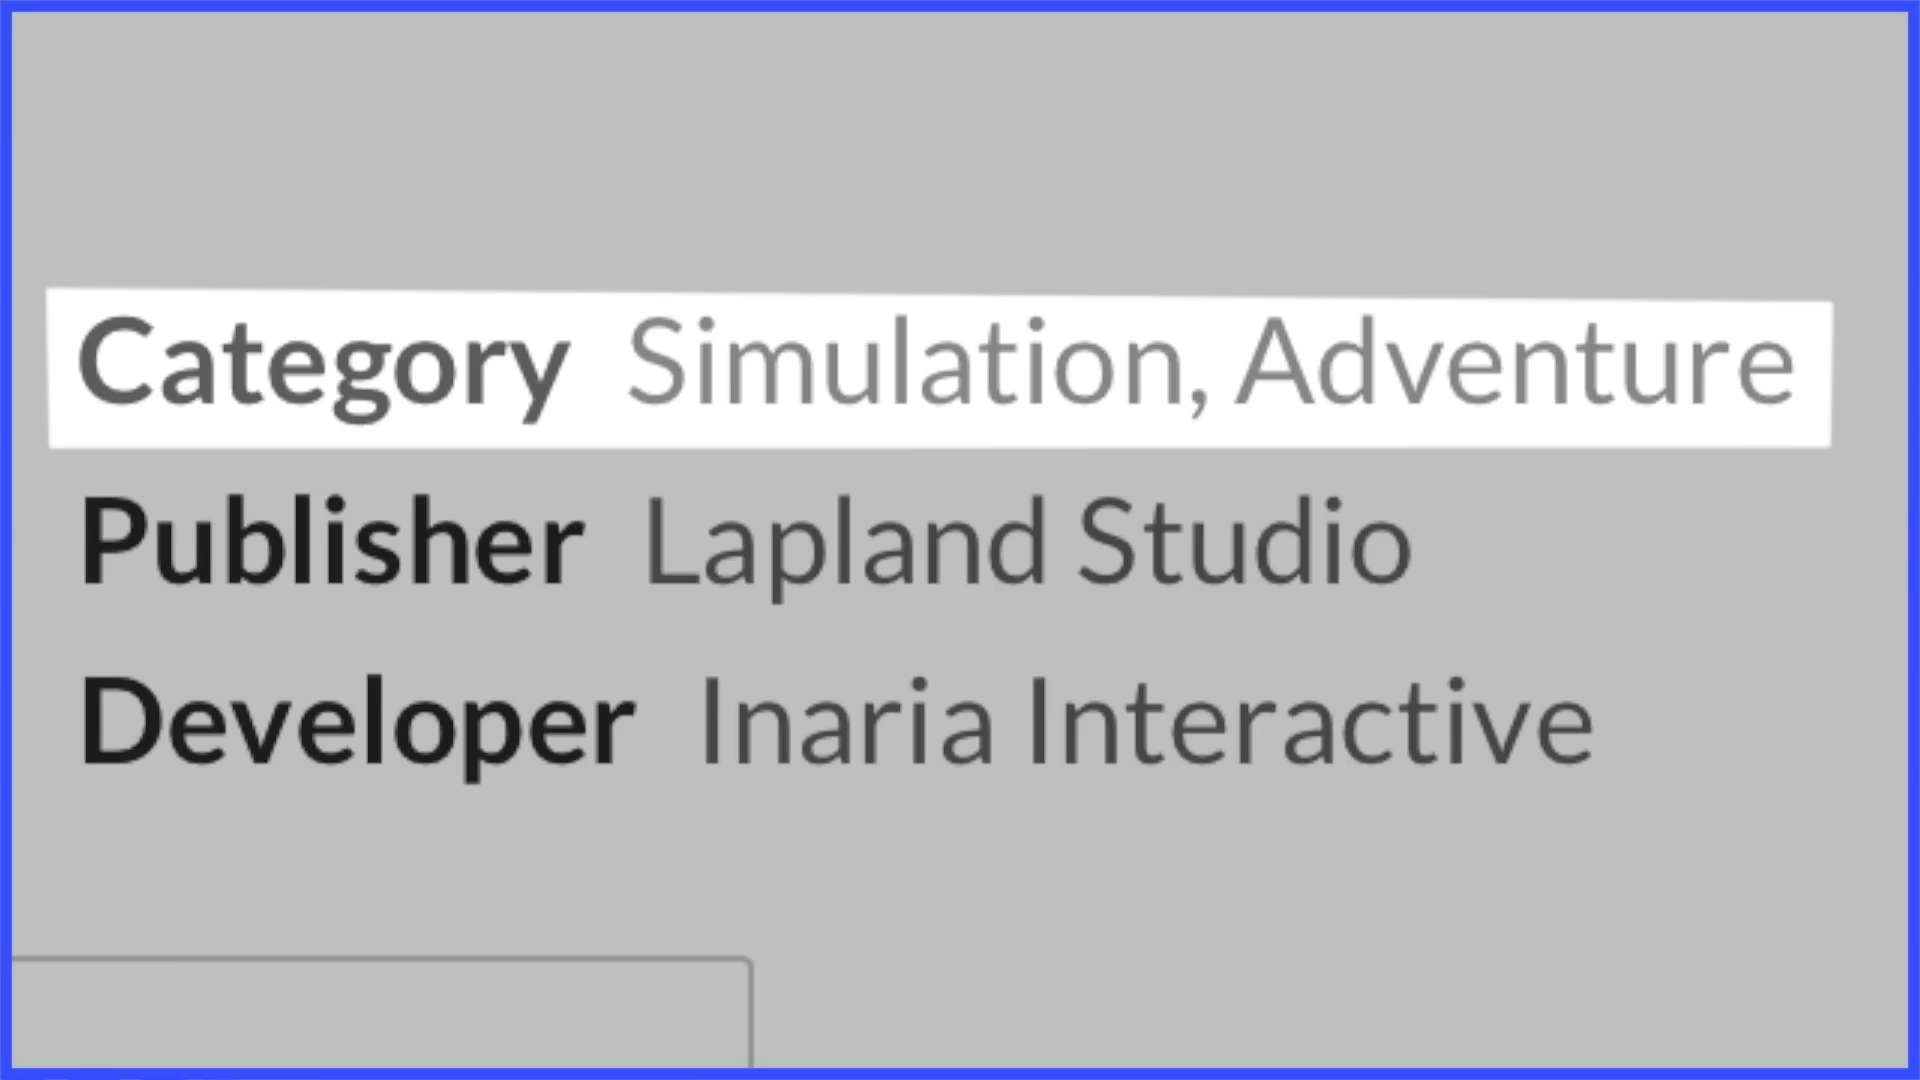 Category Simulation, Adventure
Publisher Lapland Studio
Developer Inaria Interactive